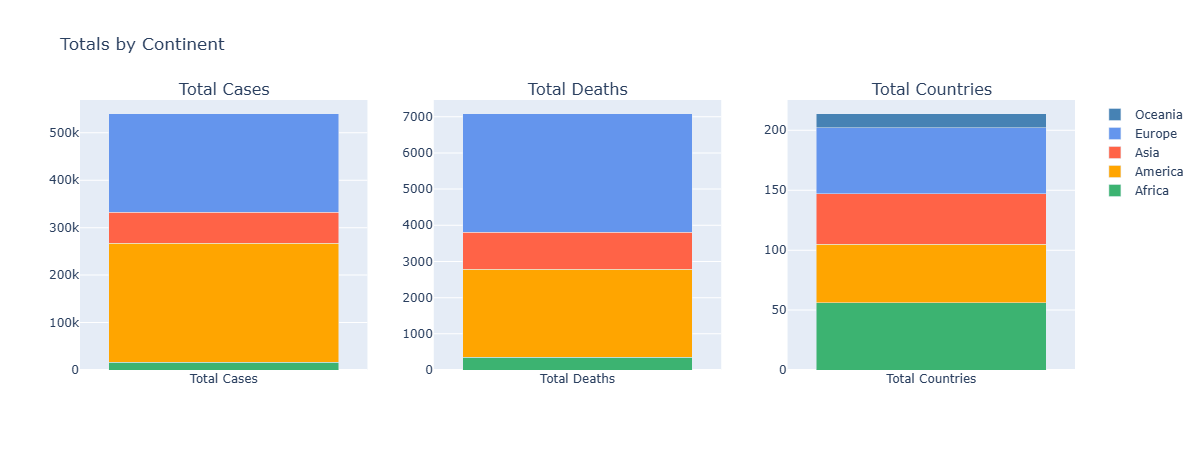 Totals by Continent
Total Cases
500k
400k
300k
200k
100k
0
Total Cases
Total Deaths
7000
6000
5000
4000
3000
2000
1000
0
Total Deaths
Total Countries
200
150
100
50
0
Total Countries
Oceania
Europe
Asia
America
Africa